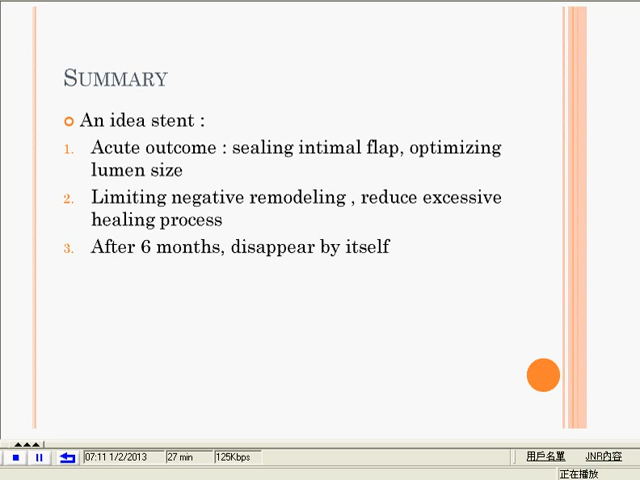 SUMMARY
An idea stent :
1. Acute outcome : sealing intimal flap, optimizing
lumen size
2. Limiting negative remodeling , reduce excessive
healing process
3. After 6 months, disappear by itself
07:11 1/2/2013 27 min 125Kbps 用戶名單 JNR內容
正在播放